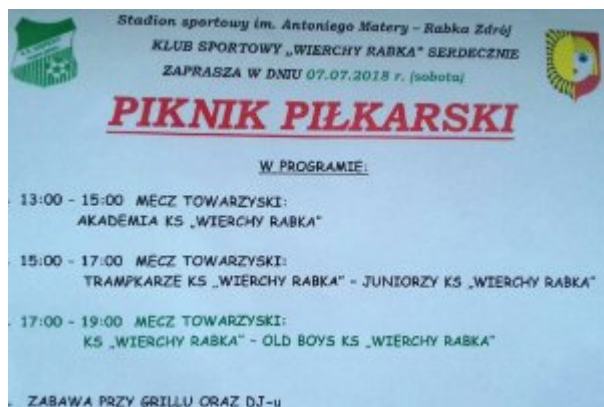 Stadion sportowy im. Antoniego Matery - Rabka Zdrój
KLUB SPORTOWY „WIERCHY RABKA" SERDECZNIE
ZAPRASZA W DNIU 07.07.2018 r. (sobota)
PIKNIK PIŁKARSKI
W PROGRAMIE:
13:00 - 15:00 MECZ TOWARZYSKI:
AKADEMIA KS „WIERCHY RABKA"
15:00 - 17:00 MECZ TOWARZYSKI:
TRAMPKARZE KS „WIERCHY RABKA" - JUNIORZY KS „WIERCHY RABKA"
17:00 - 19:00 MECZ TOWARZYSKI:
KS „WIERCHY RABKA" - OLD BOYS KS „WIERCHY RABKA"
ZABAWA PRZY GRILLU ORAZ DJ-u